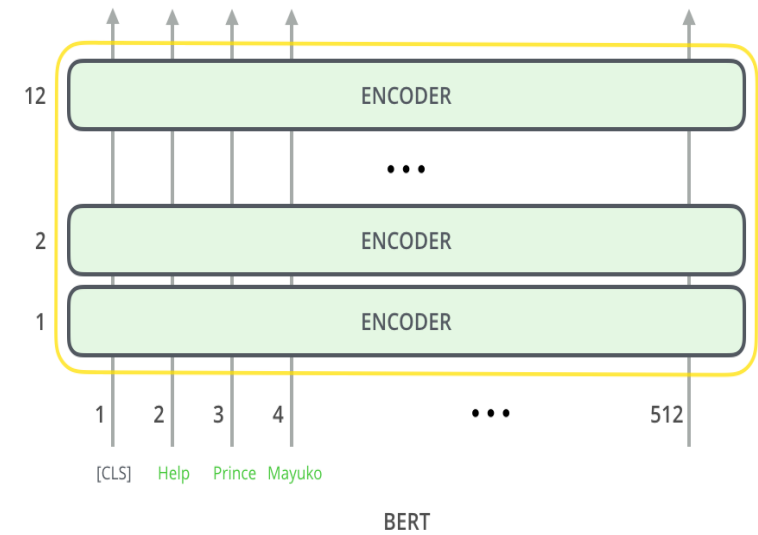 12 ENCODER
...
2 ENCODER
1 ENCODER
1 2 3 4 ... 512
[CLS] Help Prince Mayuko
BERT